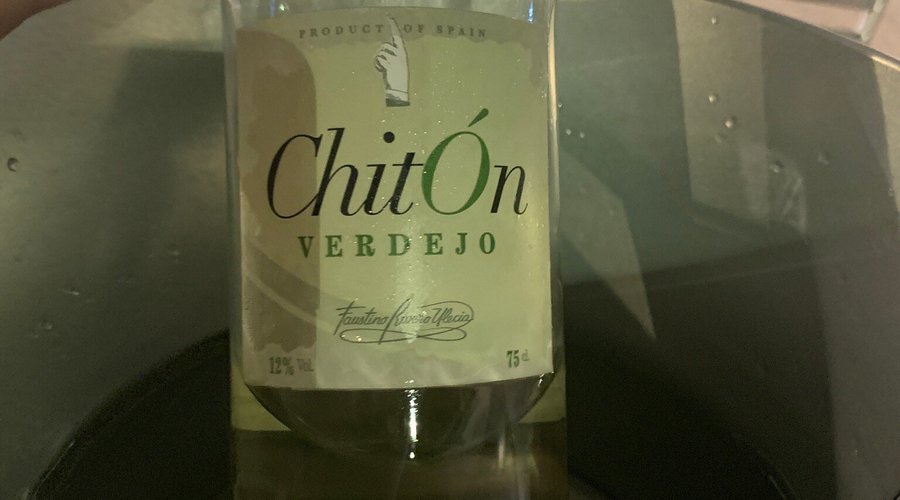 PRODUCT OF SPAIN
ChitÓn
VERDEJO
Faustino Rivero Ulecia
12% Vol.
75 cl